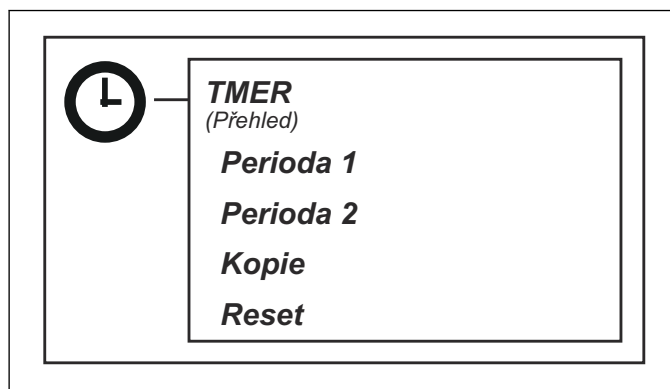 TMER
(Přehled)
Perioda 1
Perioda 2
Kopie
Reset